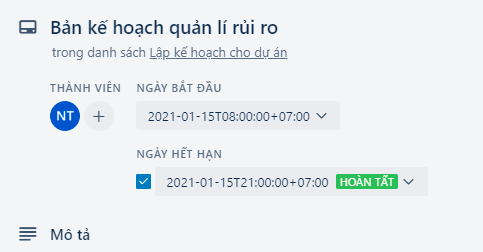 Bản kế hoạch quản lí rủi ro
trong danh sách Lập kế hoạch cho dự án
THÀNH VIÊN
NT +
NGÀY BẮT ĐẦU
2021-01-15T08:00:00+07:00
NGÀY HẾT HẠN
2021-01-15T21:00:00+07:00 HOÀN TẤT
Mô tả